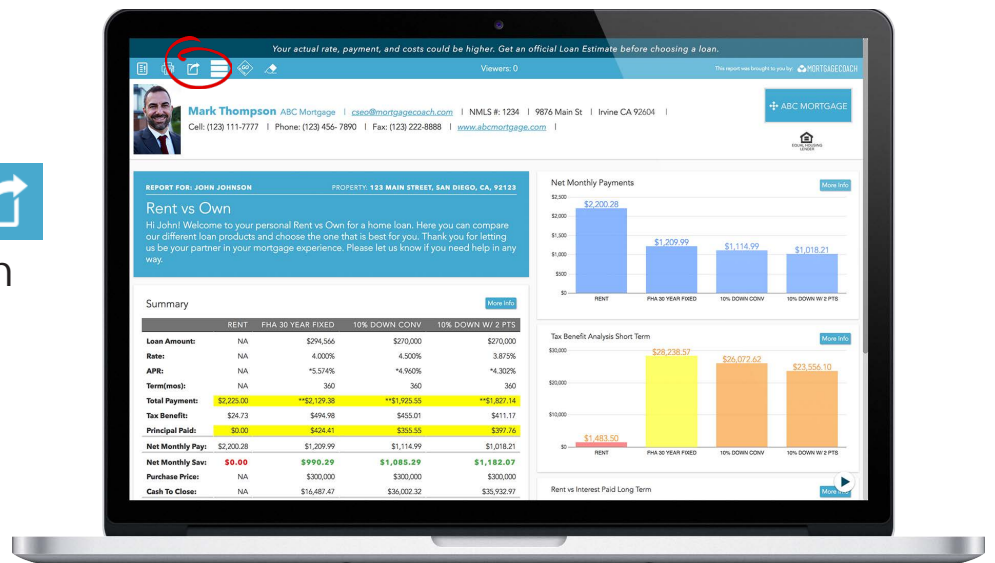 Your actual rate, payment, and costs could be higher. Get an official Loan Estimate before choosing a loan.
Viewers: 0
This report was brought to you by: MORTGAGECOACH
Mark Thompson ABC Mortgage | cseo@mortgagecoach.com | NMLS #: 1234 | 9876 Main St | Irvine CA 92604 |
Cell: (123) 111-7777 | Phone: (123) 456- 7890 | Fax: (123) 222-8888 | www.abcmortgage.com |
ABC MORTGAGE
EQUAL HOUSING
LENDER
REPORT FOR: JOHN JOHNSON PROPERTY: 123 MAIN STREET, SAN DIEGO, CA, 92123
Rent vs Own
Hi John! Welcome to your personal Rent vs Own for a home loan. Here you can compare
our different loan products and choose the one that is best for you. Thank you for letting
us be your partner in your mortgage experience. Please let us know if you need help in any
way.
Summary More Info
RENT FHA 30 YEAR FIXED 10% DOWN CONV 10% DOWN W/ 2 PTS
Loan Amount: NA $294,566 $270,000 $270,000
Rate: NA 4.000% 4.500% 3.875%
APR: NA *5.574% *4.960% *4.302%
Term(mos): NA 360 360 360
Total Payment: $2,225.00 **$2,129.38 **$1,925.55 **$1,827.14
Tax Benefit: $24.73 $494.98 $455.01 $411.17
Principal Paid: $0.00 $424.41 $355.55 $397.76
Net Monthly Pay: $2,200.28 $1,209.99 $1,114.99 $1,018.21
Net Monthly Sav: $0.00 $990.29 $1,085.29 $1,182.07
Purchase Price: NA $300,000 $300,000 $300,000
Cash To Close: NA $16,487.47 $36,002.32 $35,932.97
Net Monthly Payments More Info
$2,500
$2,200.28
$2,000
$1,500
$1,209.99 $1,114.99 $1,018.21
$1,000
$500
$0
RENT FHA 30 YEAR FIXED 10% DOWN CONV 10% DOWN W/ 2 PTS
Tax Benefit Analysis Short Term More Info
$30,000
$28,238.57 $26,072.62 $23,556.10
$20,000
$10,000
$1,483.50
$0
RENT FHA 30 YEAR FIXED 10% DOWN CONV 10% DOWN W/ 2 PTS
Rent vs Interest Paid Long Term More Info
n